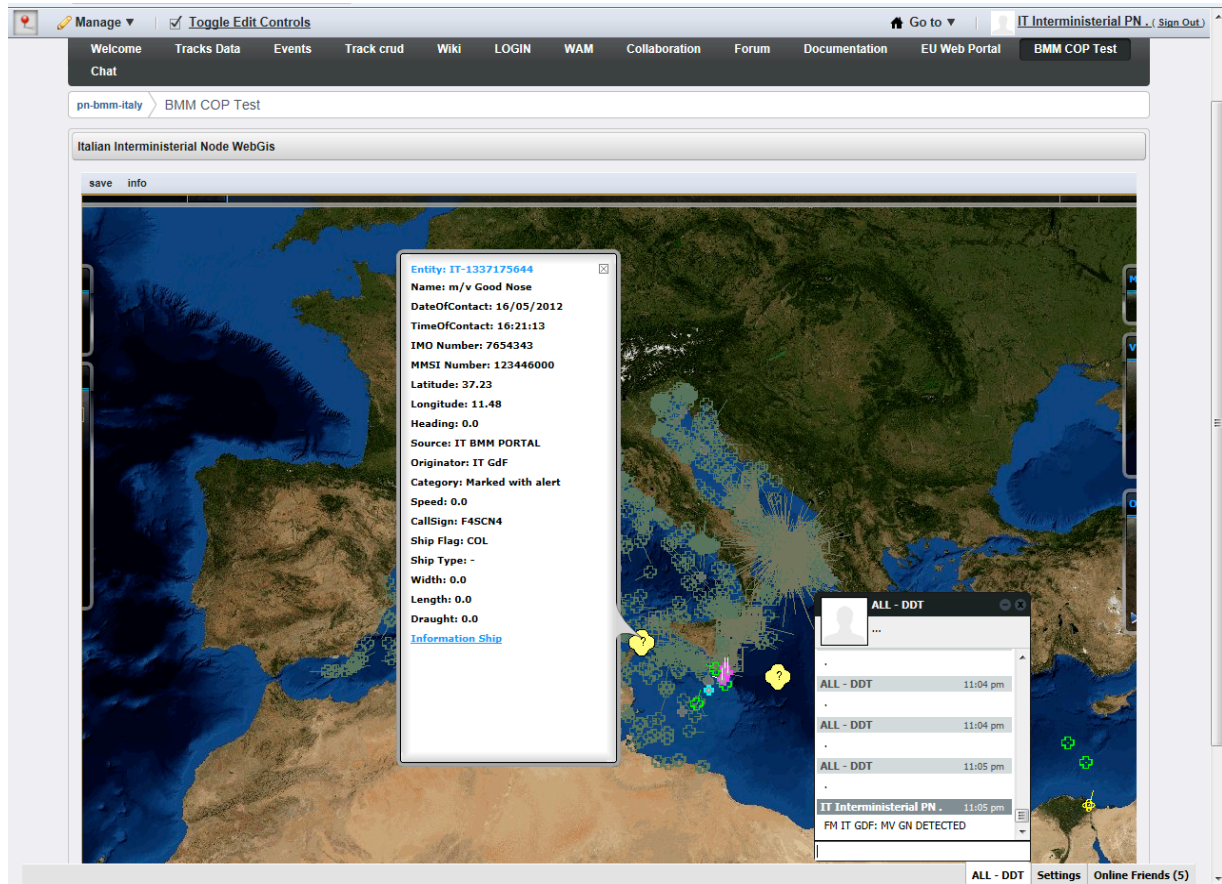 Manage ▼ Toggle Edit Controls Go to ▼ IT Interministerial PN . ( Sign Out )
Welcome Tracks Data Events Track crud Wiki LOGIN WAM Collaboration Forum Documentation EU Web Portal BMM COP Test
Chat
pn-bmm-italy BMM COP Test
Italian Interministerial Node WebGis
save info
Entity: IT-1337175644
Name: m/v Good Nose
DateOfContact: 16/05/2012
TimeOfContact: 16:21:13
IMO Number: 7654343
MMSI Number: 123446000
Latitude: 37.23
Longitude: 11.48
Heading: 0.0
Source: IT BMM PORTAL
Originator: IT GdF
Category: Marked with alert
Speed: 0.0
CallSign: F4SCN4
Ship Flag: COL
Ship Type: -
Width: 0.0
Length: 0.0
Draught: 0.0
Information Ship
M
V
O
?
?
ALL - DDT
...
.
ALL - DDT 11:04 pm
.
ALL - DDT 11:04 pm
.
ALL - DDT 11:05 pm
.
IT Interministerial PN . 11:05 pm
FM IT GDF: MV GN DETECTED
ALL - DDT Settings Online Friends (5)